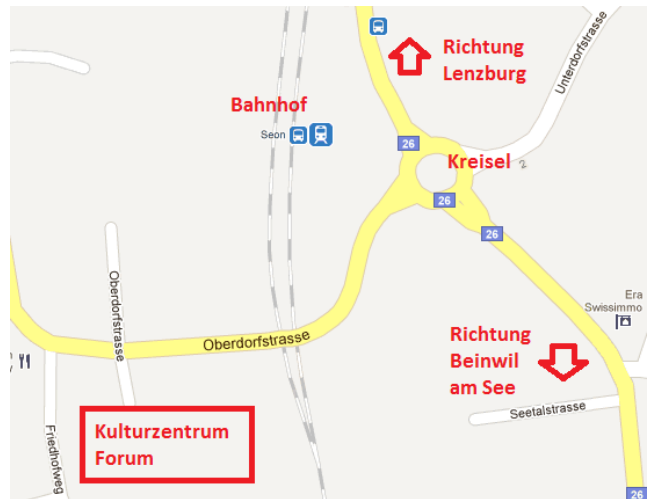 Richtung
Lenzburg
Unterdorfstrasse
Bahnhof
Seon
26
Kreisel
2
26
26
Oberdorfstrasse
Era
Swissimmo
Oberdorfstrasse
Richtung
Beinwil
am See
Seetalstrasse
Kulturzentrum
Forum
Friedhofweg
26